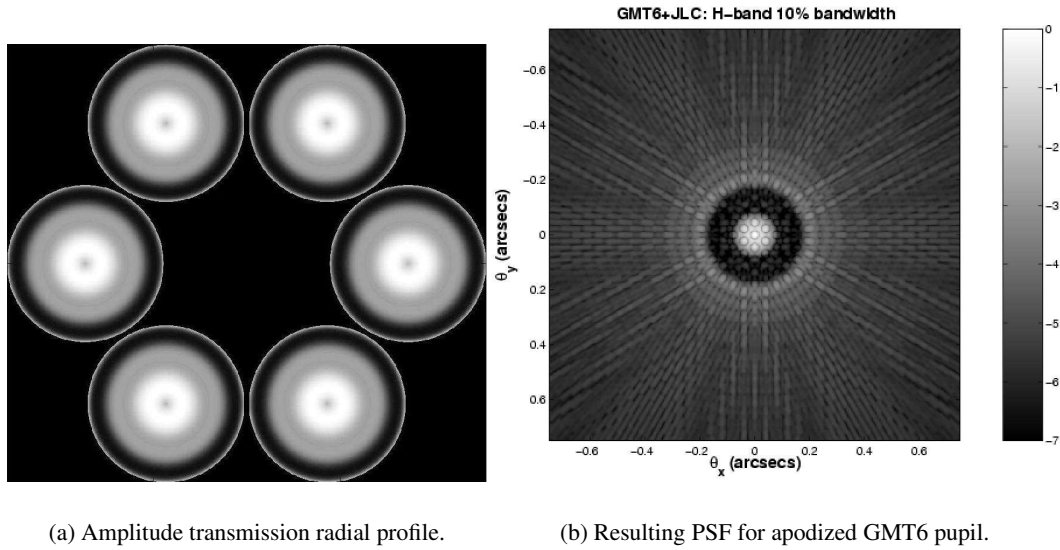 GMT6+JLC: H-band 10% bandwidth
-0.6
-0.4
-0.2
0
0.2
0.4
0.6
θy (arcsecs)
-0.6 -0.4 -0.2 0 0.2 0.4 0.6
θx (arcsecs)
0
-1
-2
-3
-4
-5
-6
-7
(a) Amplitude transmission radial profile.
(b) Resulting PSF for apodized GMT6 pupil.